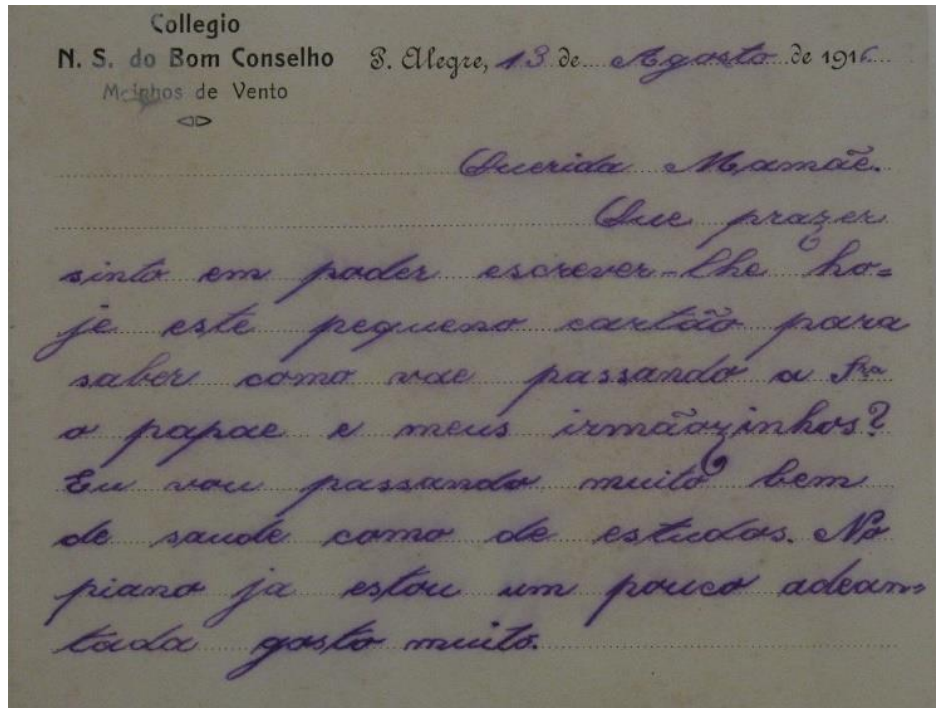 Collegio
N. S. do Bom Conselho
Moinhos de Vento
P. Alegre, 13 de Agosto de 1916
Querida Mamãe.
Que prazer
sinto em poder escrever-lhe ho=
je este pequeno cartão para
saber como vae passando a Sra
o papae e meus irmãozinhos?
Eu vou passando muito bem
de saude como de estudos. No
piano ja estou um pouco adean=
tada gosto muito.